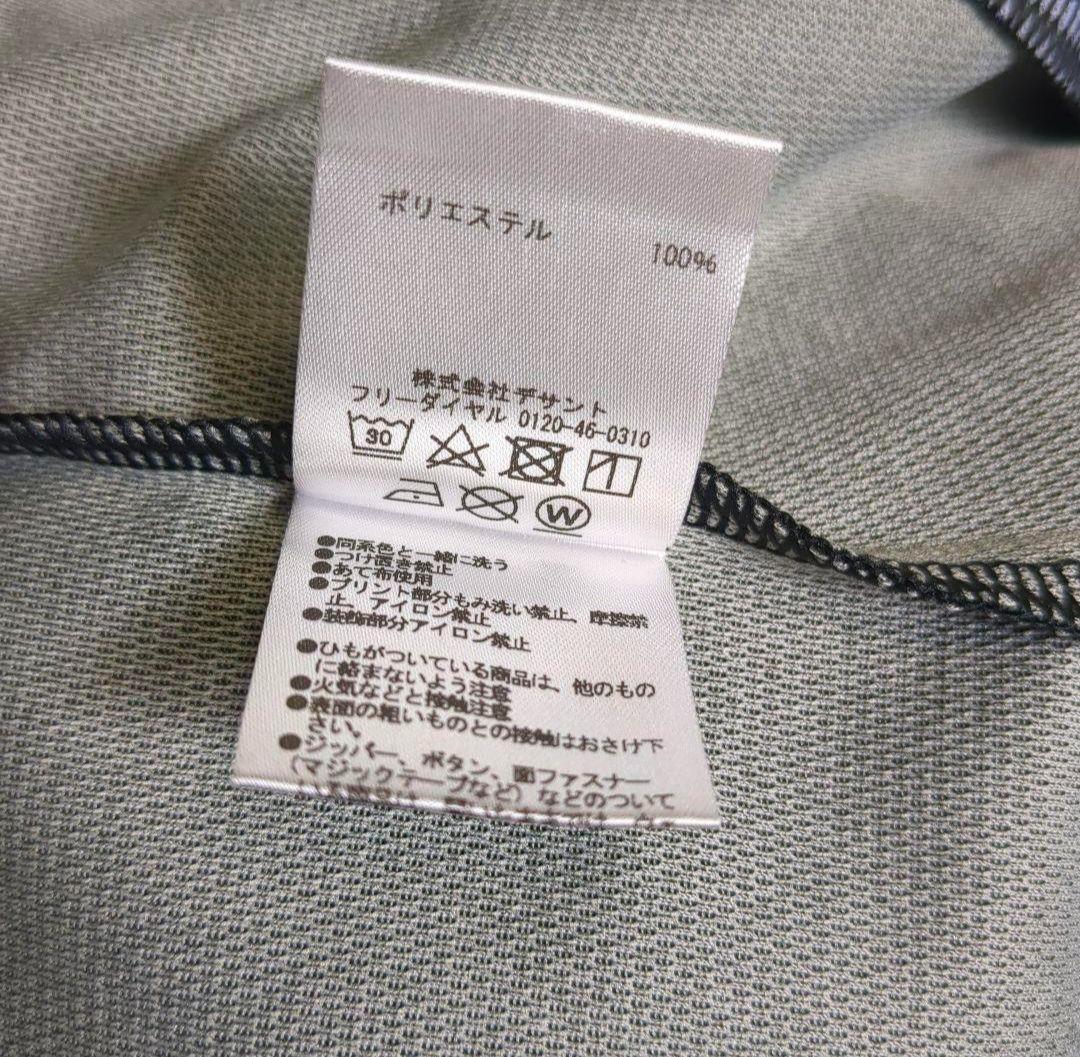 ポリエステル 100%
株式会社デサント
フリーダイヤル 0120-46-0310
30
W
●同系色と一緒に洗う
●つけ置き禁止
●あて布使用
●プリント部分もみ洗い禁止、摩擦禁
止、アイロン禁止
●装飾部分アイロン禁止
●ひもがついている商品は、他のもの
に絡まないよう注意
●火気などと接触注意
●表面の粗いものとの接触はおさけ下
さい。
●ジッパー、ボタン、面ファスナー
(マジックテープなど)などのついて